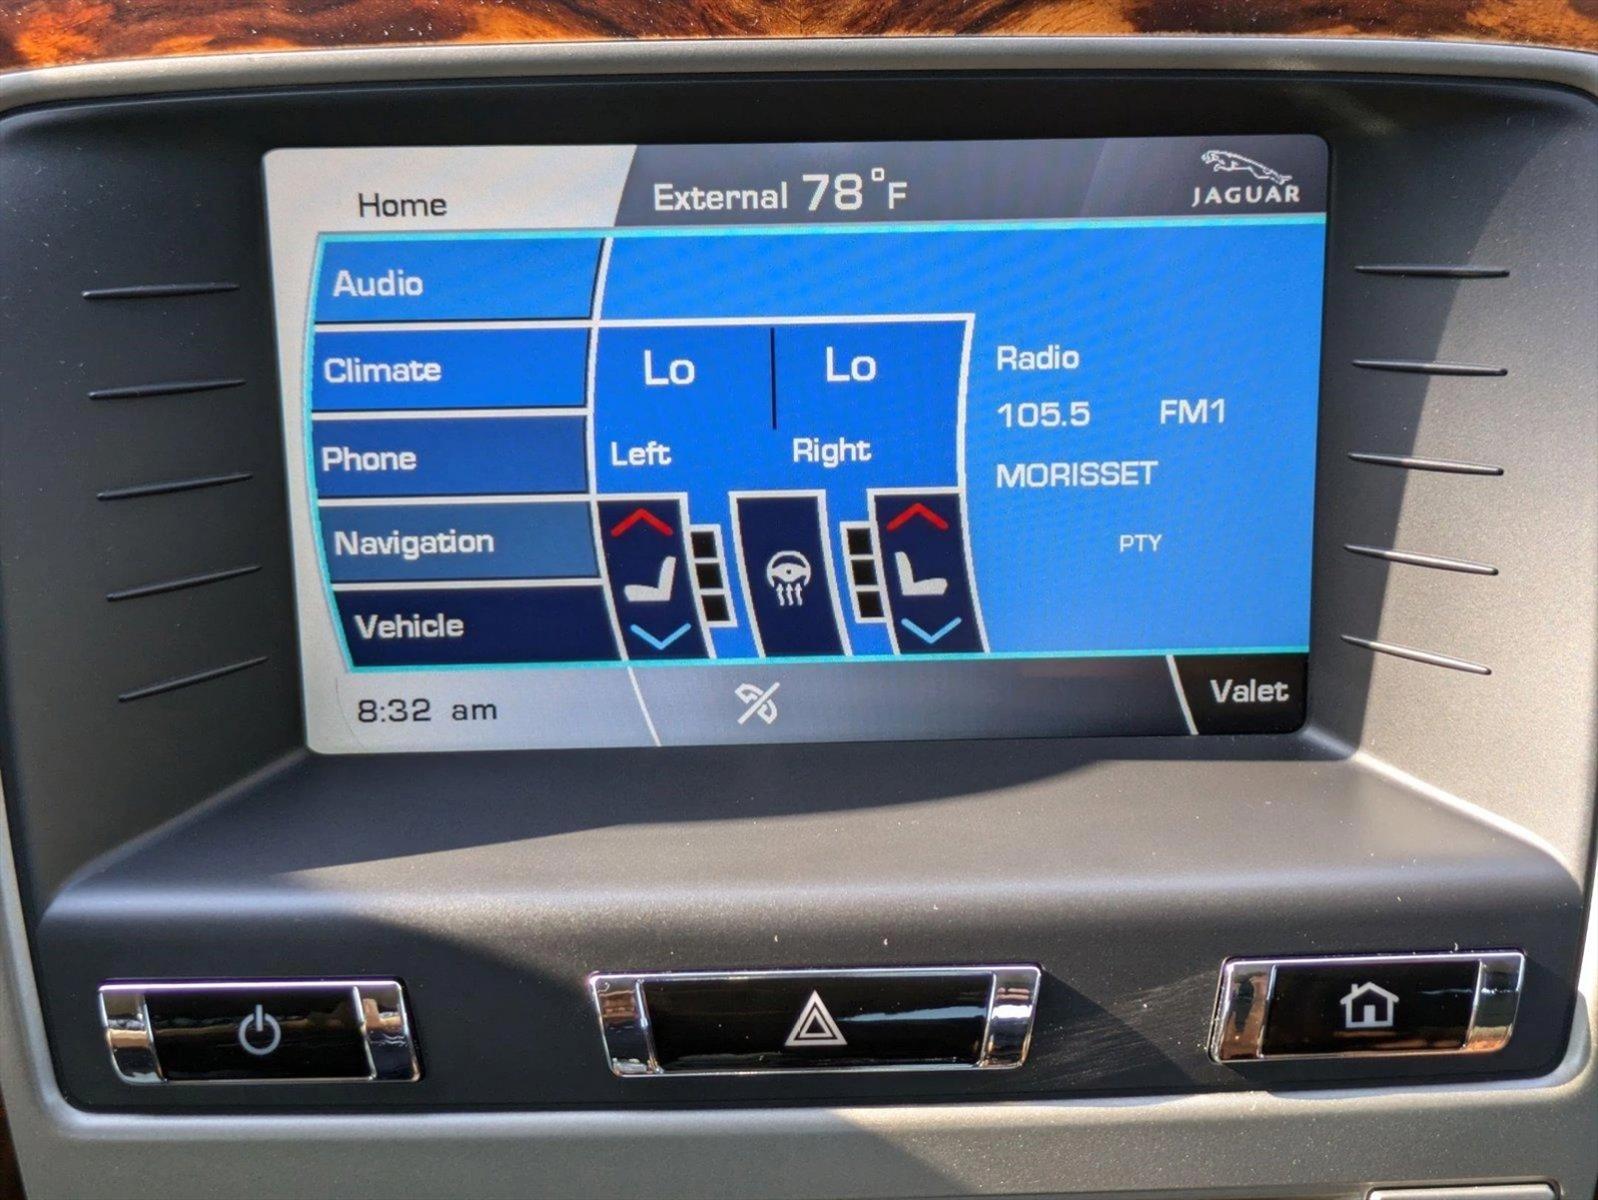 Home
External 78°F
JAGUAR
Audio
Climate
Phone
Navigation
Vehicle
Lo
Lo
Left
Right
Radio
105.5 FM1
MORISSET
PTY
8:32 am
Valet